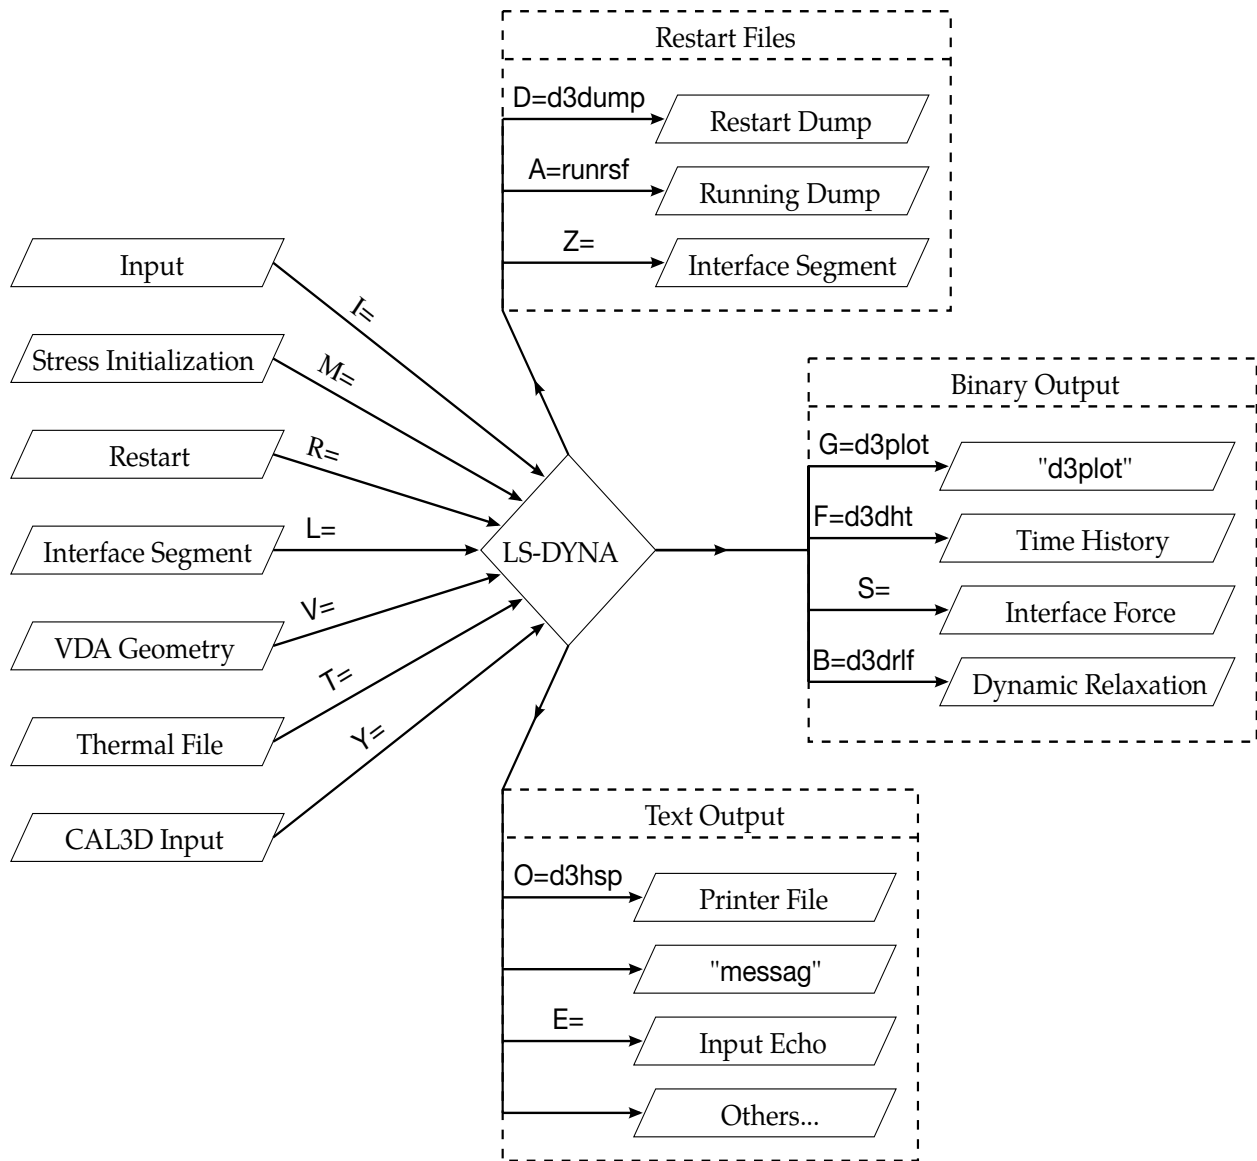 Restart Files
D=d3dump
Restart Dump
A=runrsf
Running Dump
Z=
Interface Segment
Input
I=
Stress Initialization
M=
Restart
R=
Interface Segment
L=
VDA Geometry
V=
Thermal File
T=
CAL3D Input
Y=
LS-DYNA
Binary Output
G=d3plot
"d3plot"
F=d3dht
Time History
S=
Interface Force
B=d3drlf
Dynamic Relaxation
Text Output
O=d3hsp
Printer File
"messag"
E=
Input Echo
Others...